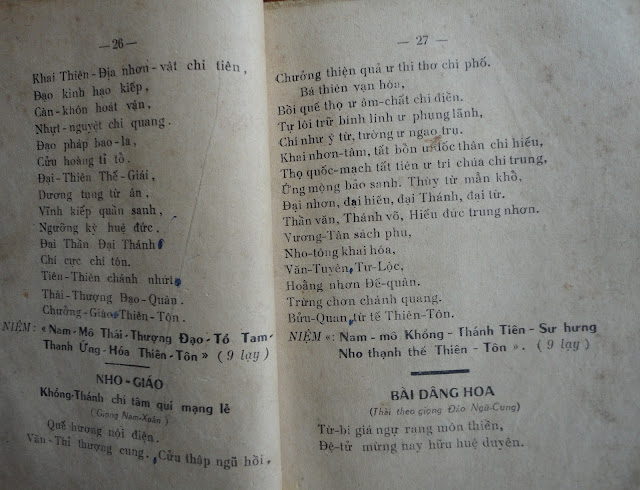 — 26 —
Khai Thiên - Địa nhơn - vật chi tiên,
Đạo kinh hạo kiếp,
Càn - khôn hoát vận,
Nhựt - nguyệt chi quang.
Đạo pháp bao - la,
Cửu hoàng tỉ tổ.
Đại - Thiên Thế - Giái,
Dương tụng từ ân,
Vĩnh kiếp quần sanh,
Ngưỡng kỳ huệ đức.
Đại Thần Đại Thánh
Chí cực chí tôn.
Tiên - Thiên chánh nhứt,
Thái - Thượng Đạo - Quân.
Chưởng - Giáo Thiên - Tôn.
NIỆM: « Nam - Mô Thái - Thượng Đạo - Tổ Tam-
Thanh Ứng - Hóa Thiên - Tôn » ( 9 lạy )
NHO - GIÁO
Khổng - Thánh chí tâm qui mạng lễ
(Giọng Nam - Xuân)
Quế hương nội điện.
Văn - Thỉ thượng cung. Cửu thập ngũ hồi.
— 27 —
Chưởng thiện quả ư thi thơ chi phố.
Bá thiên vạn hóa,
Bồi quế thọ ư âm - chất chi điền.
Tự lôi trữ bính linh ư phụng lãnh,
Chí như ý từ, tường ư ngao trụ.
Khai nhơn - tâm, tất bổn ư đốc thân chi hiếu,
Thọ quốc - mạch tất tiên ư trí chúa chi trung,
Ứng mộng bảo sanh. Thùy từ mẫn khổ,
Đại nhơn, đại hiếu, đại Thánh, đại từ.
Thần văn, Thánh võ, Hiếu đức trung nhơn.
Vương - Tân sách phụ,
Nho - tông khai hóa,
Văn - Tuyên, Tư - Lộc,
Hoằng nhơn Đế - quân.
Trừng chơn chánh quang.
Bửu - Quan, từ tế Thiên - Tôn.
NIỆM «: Nam - mô Khổng - Thánh Tiên - Sư hưng
Nho thạnh thế Thiên - Tôn » . ( 9 lạy )
BÀI DÂNG HOA
(Thài theo giọng Đảo Ngũ - Cung)
Từ - bi giá ngự rạng môn thiền,
Đệ - tử mừng nay hữu huệ duyên.